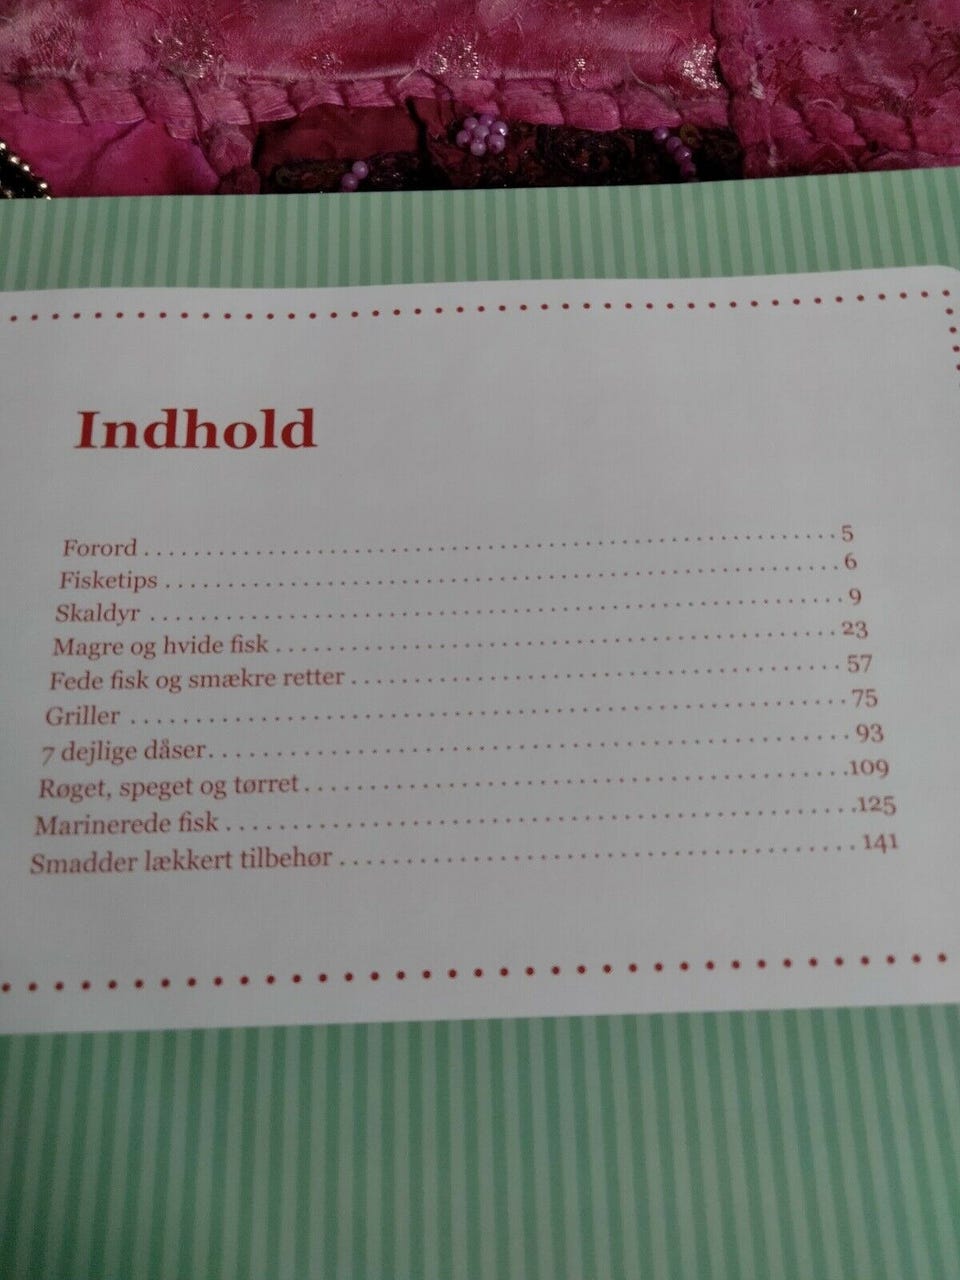 Indhold
Forord . . . . . . . . . . . . . . . . . . . . . . . . . . . . . . . . . . . . . . . . . . . . . . . . . . . . . . . . 5
Fisketips . . . . . . . . . . . . . . . . . . . . . . . . . . . . . . . . . . . . . . . . . . . . . . . . . . . . . . 6
Skaldyr . . . . . . . . . . . . . . . . . . . . . . . . . . . . . . . . . . . . . . . . . . . . . . . . . . . . . . . . 9
Magre og hvide fisk . . . . . . . . . . . . . . . . . . . . . . . . . . . . . . . . . . . . . . . . . . . . 23
Fede fisk og smækre retter . . . . . . . . . . . . . . . . . . . . . . . . . . . . . . . . . . . . . . 57
Griller . . . . . . . . . . . . . . . . . . . . . . . . . . . . . . . . . . . . . . . . . . . . . . . . . . . . . . . . 75
7 dejlige dåser. . . . . . . . . . . . . . . . . . . . . . . . . . . . . . . . . . . . . . . . . . . . . . . . . . 93
Røget, speget og tørret . . . . . . . . . . . . . . . . . . . . . . . . . . . . . . . . . . . . . . . . . .109
Marinerede fisk . . . . . . . . . . . . . . . . . . . . . . . . . . . . . . . . . . . . . . . . . . . . . . . . .125
Smadder lækkert tilbehør . . . . . . . . . . . . . . . . . . . . . . . . . . . . . . . . . . . . . . . . 141